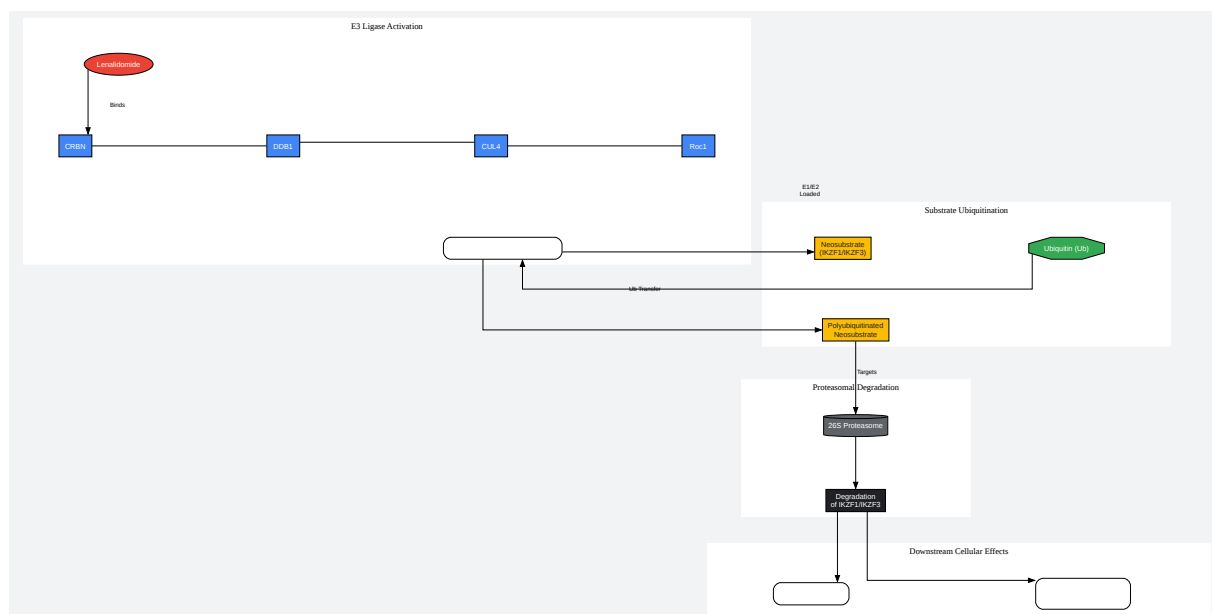 E3 Ligase Activation
Lenalidomide
Binds
CRBN
DDB1
CUL4
Roc1
E1/E2
Loaded
Substrate Ubiquitination
Neosubstrate
(IKZF1/IKZF3)
Ubiquitin (Ub)
Ub Transfer
Polyubiquitinated
Neosubstrate
Targets
Proteasomal Degradation
26S Proteasome
Degradation
of IKZF1/IKZF3
Downstream Cellular Effects